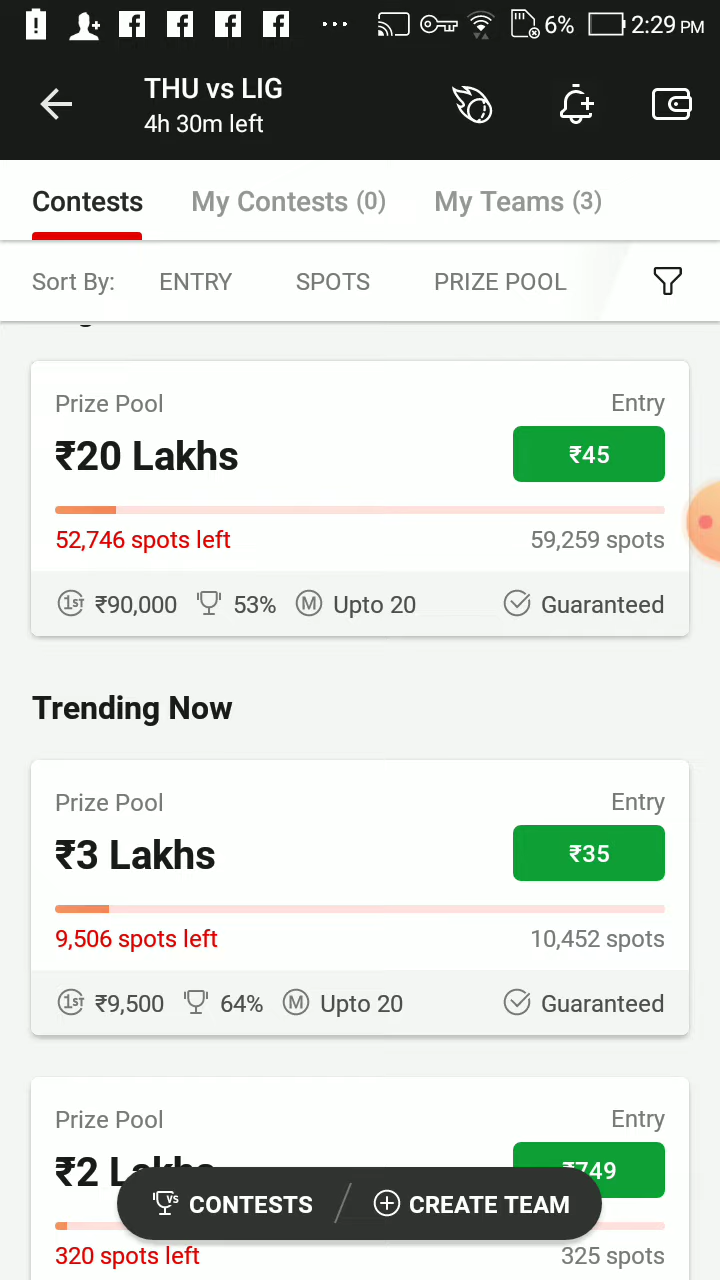 6% 2:29 PM
THU vs LIG
4h 30m left
Contests My Contests (0) My Teams (3)
Sort By: ENTRY SPOTS PRIZE POOL
Prize Pool Entry
₹20 Lakhs ₹45
52,746 spots left 59,259 spots
1ST ₹90,000 53% M Upto 20 Guaranteed
Trending Now
Prize Pool Entry
₹3 Lakhs ₹35
9,506 spots left 10,452 spots
1ST ₹9,500 64% M Upto 20 Guaranteed
Prize Pool Entry
₹2 Lakhs ₹749
VS CONTESTS CREATE TEAM
320 spots left 325 spots